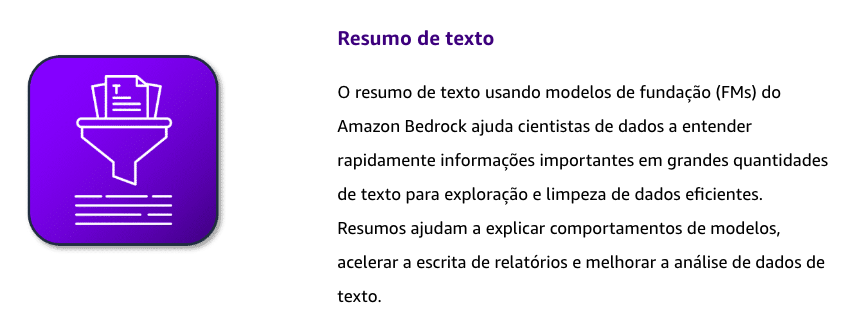 Resumo de texto
O resumo de texto usando modelos de fundação (FMs) do
Amazon Bedrock ajuda cientistas de dados a entender
rapidamente informações importantes em grandes quantidades
de texto para exploração e limpeza de dados eficientes.
Resumos ajudam a explicar comportamentos de modelos,
acelerar a escrita de relatórios e melhorar a análise de dados de
texto.
T